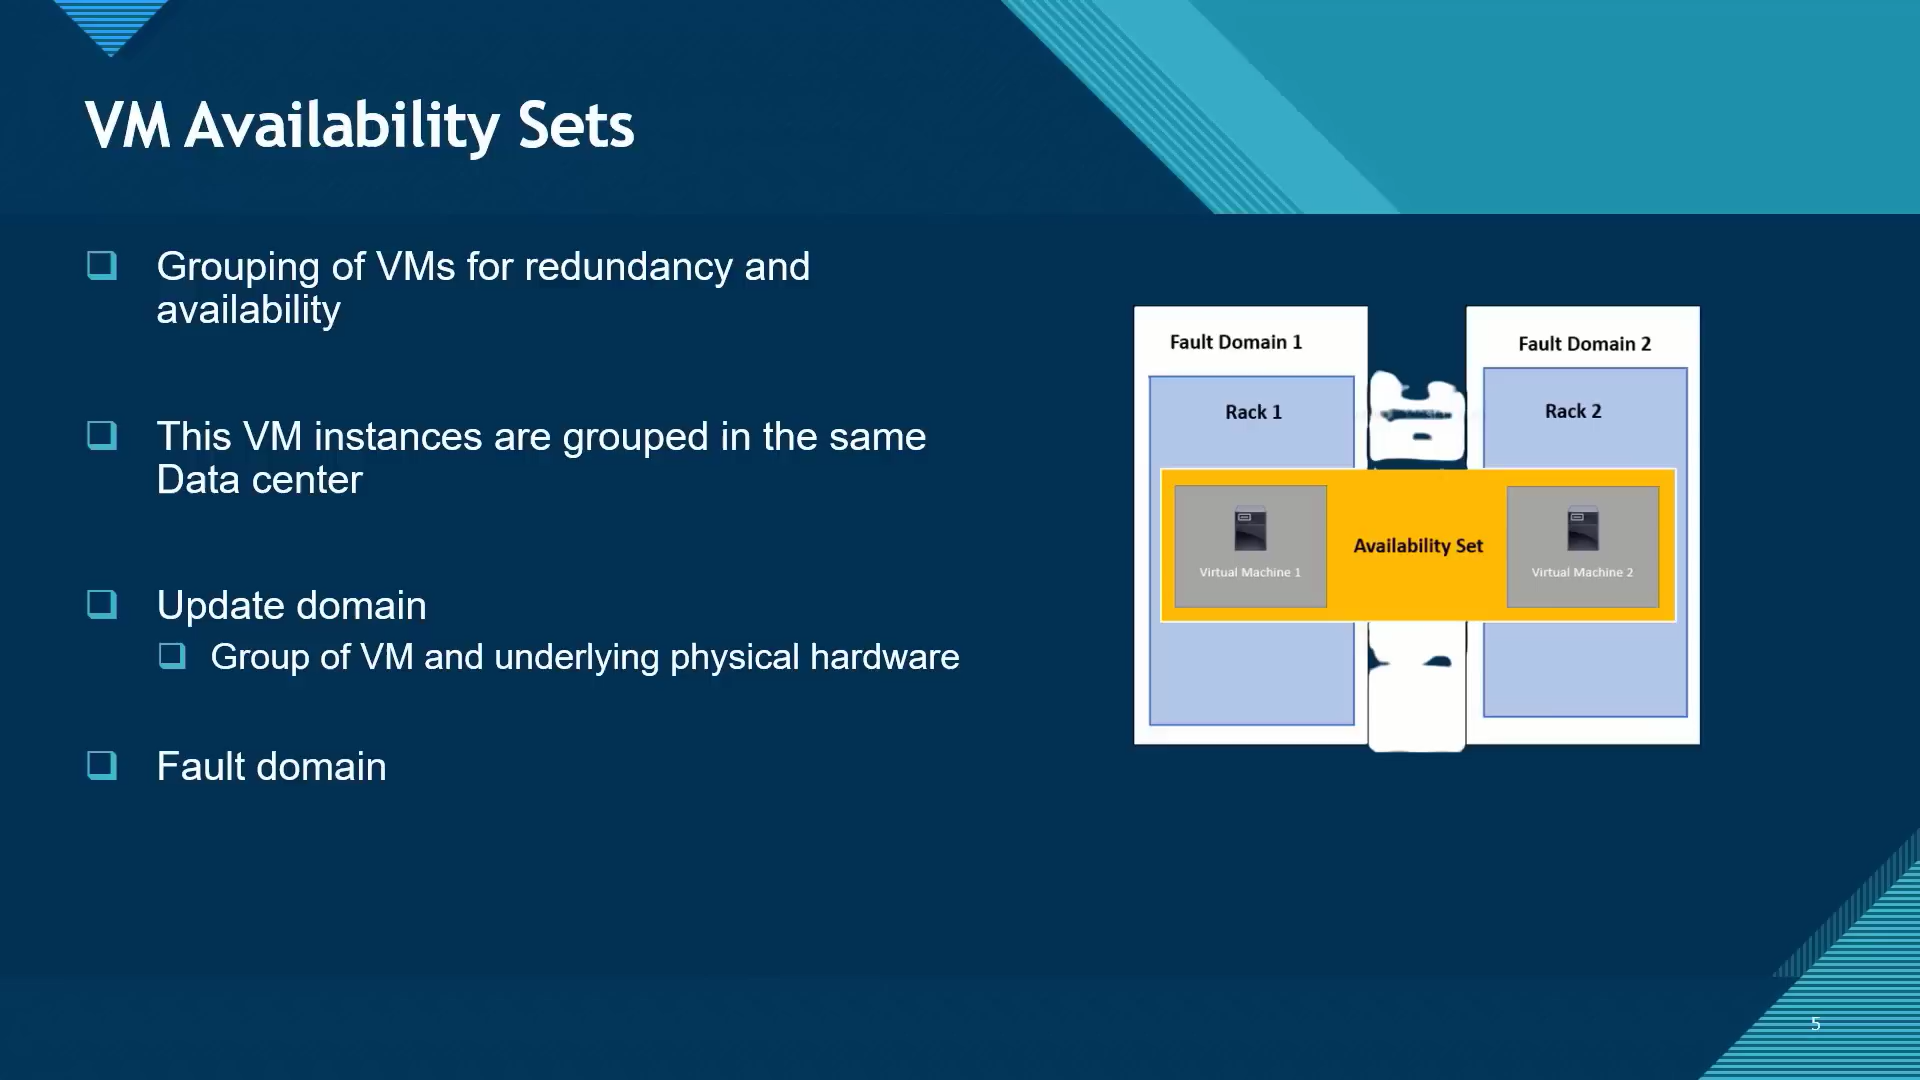 VM Availability Sets
Grouping of VMs for redundancy and
availability
This VM instances are grouped in the same
Data center
Update domain
Group of VM and underlying physical hardware
Fault domain
Fault Domain 1
Fault Domain 2
Rack 1
Rack 2
Availability Set
Virtual Machine 1
Virtual Machine 2
5